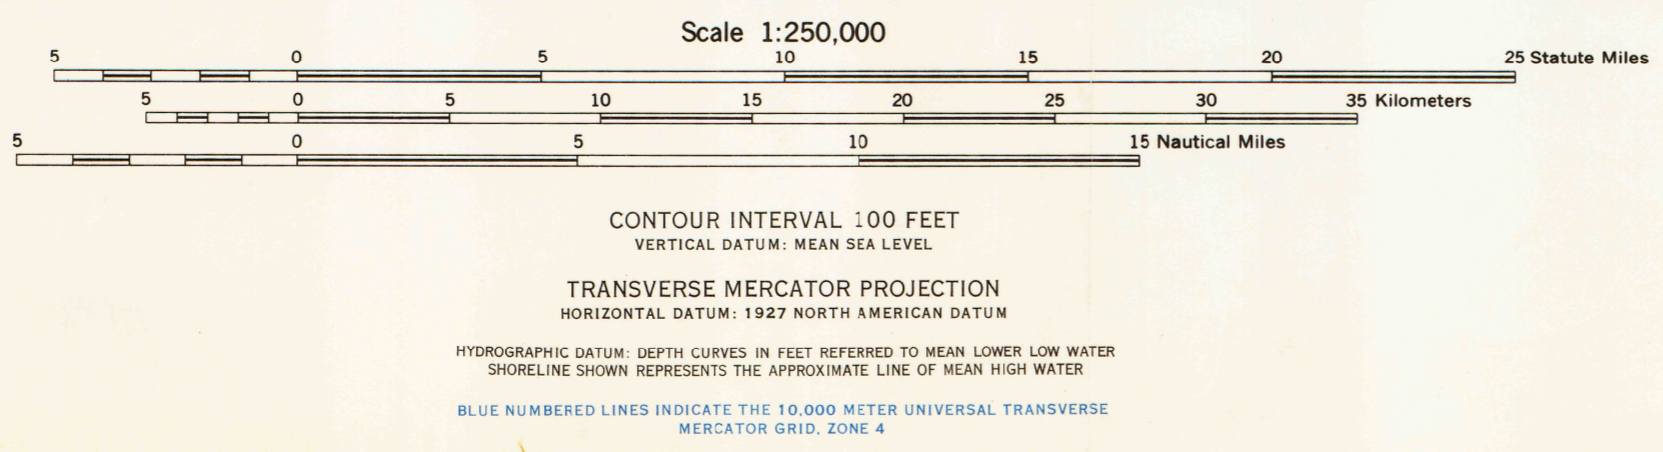 Scale 1:250,000
5 0 5 10 15 20 25 Statute Miles
5 0 5 10 15 20 25 30 35 Kilometers
5 0 5 10 15 Nautical Miles
CONTOUR INTERVAL 100 FEET
VERTICAL DATUM: MEAN SEA LEVEL
TRANSVERSE MERCATOR PROJECTION
HORIZONTAL DATUM: 1927 NORTH AMERICAN DATUM
HYDROGRAPHIC DATUM: DEPTH CURVES IN FEET REFERRED TO MEAN LOWER LOW WATER
SHORELINE SHOWN REPRESENTS THE APPROXIMATE LINE OF MEAN HIGH WATER
BLUE NUMBERED LINES INDICATE THE 10,000 METER UNIVERSAL TRANSVERSE
MERCATOR GRID, ZONE 4